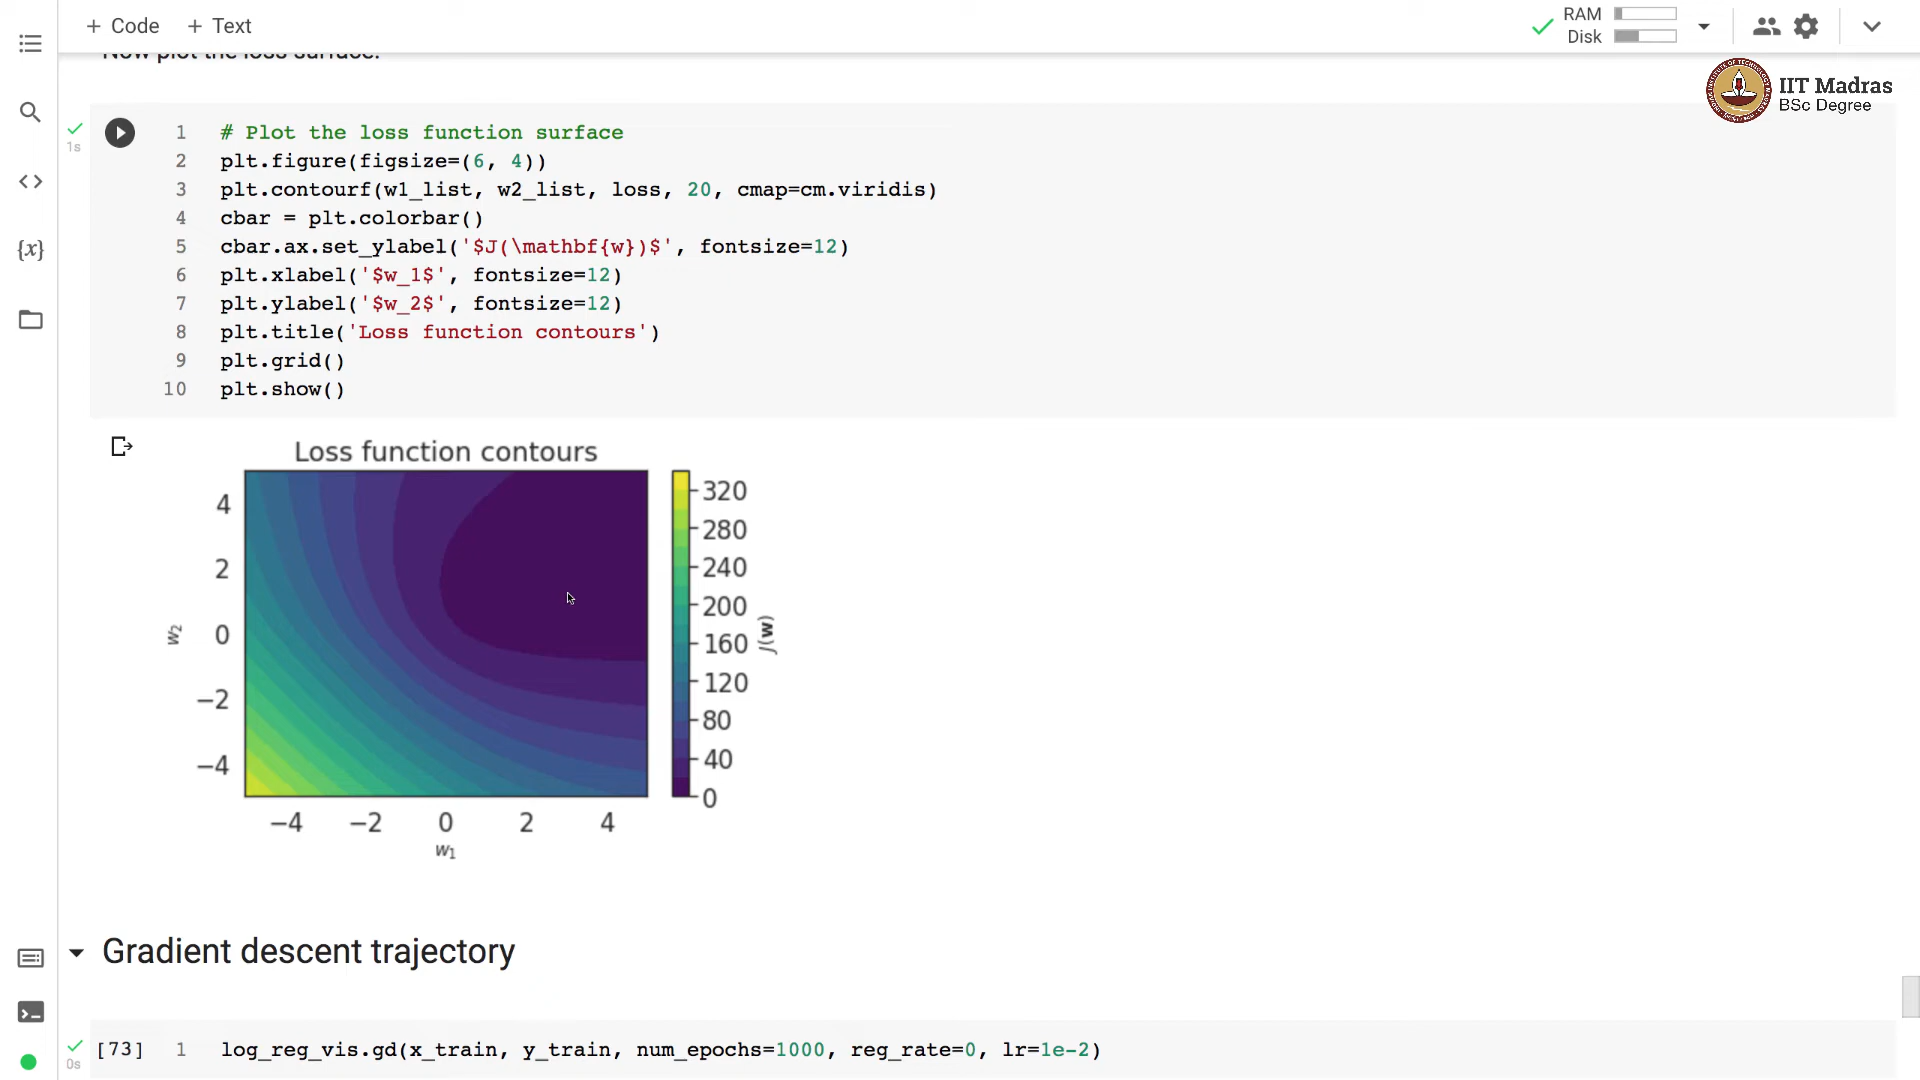 + Code + Text
RAM
Disk
Now plot the loss surface:
IIT Madras
BSc Degree
1s
1 # Plot the loss function surface
2 plt.figure(figsize=(6, 4))
3 plt.contourf(w1_list, w2_list, loss, 20, cmap=cm.viridis)
4 cbar = plt.colorbar()
5 cbar.ax.set_ylabel('$J(\mathbf{w})$', fontsize=12)
6 plt.xlabel('$w_1$', fontsize=12)
7 plt.ylabel('$w_2$', fontsize=12)
8 plt.title('Loss function contours')
9 plt.grid()
10 plt.show()
{x}
Loss function contours
4
2
0
−2
−4
w2
−4 −2 0 2 4
w1
320
280
240
200
160
120
80
40
0
J(w)
Gradient descent trajectory
0s
[73] 1 log_reg_vis.gd(x_train, y_train, num_epochs=1000, reg_rate=0, lr=1e-2)